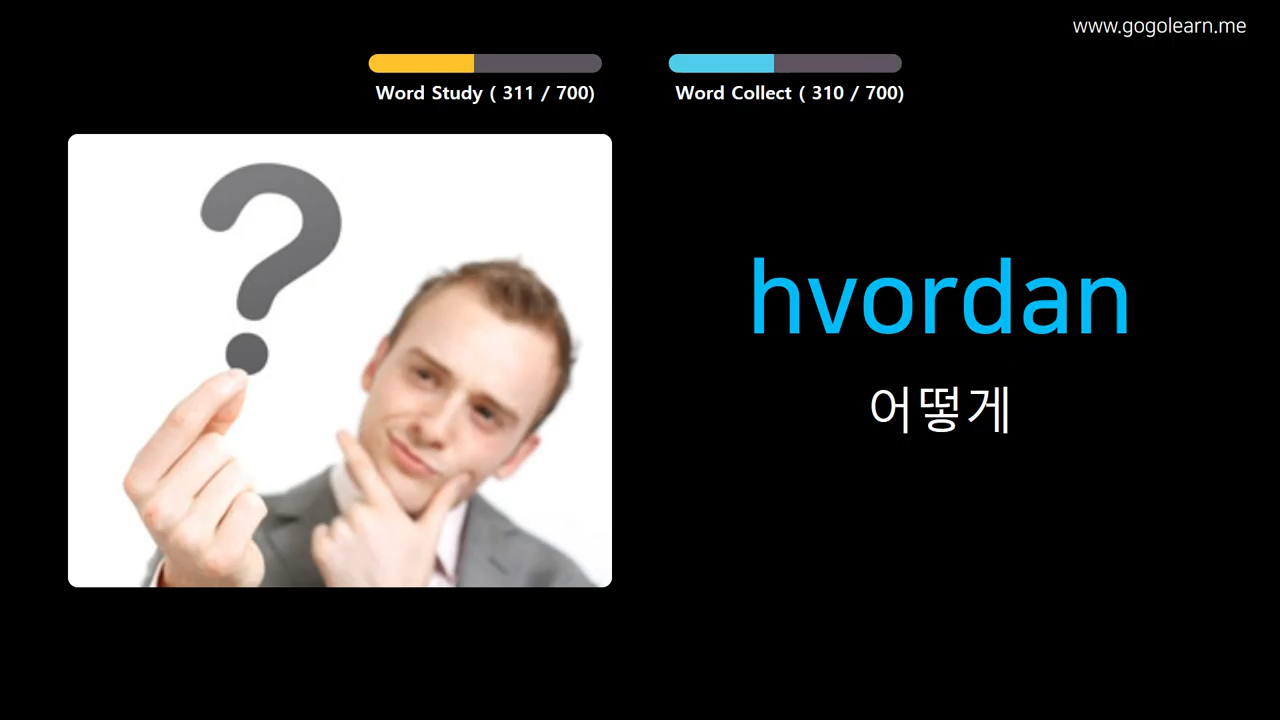 www.gogolearn.me
Word Study ( 311 / 700)
Word Collect ( 310 / 700)
?
hvordan
어떻게